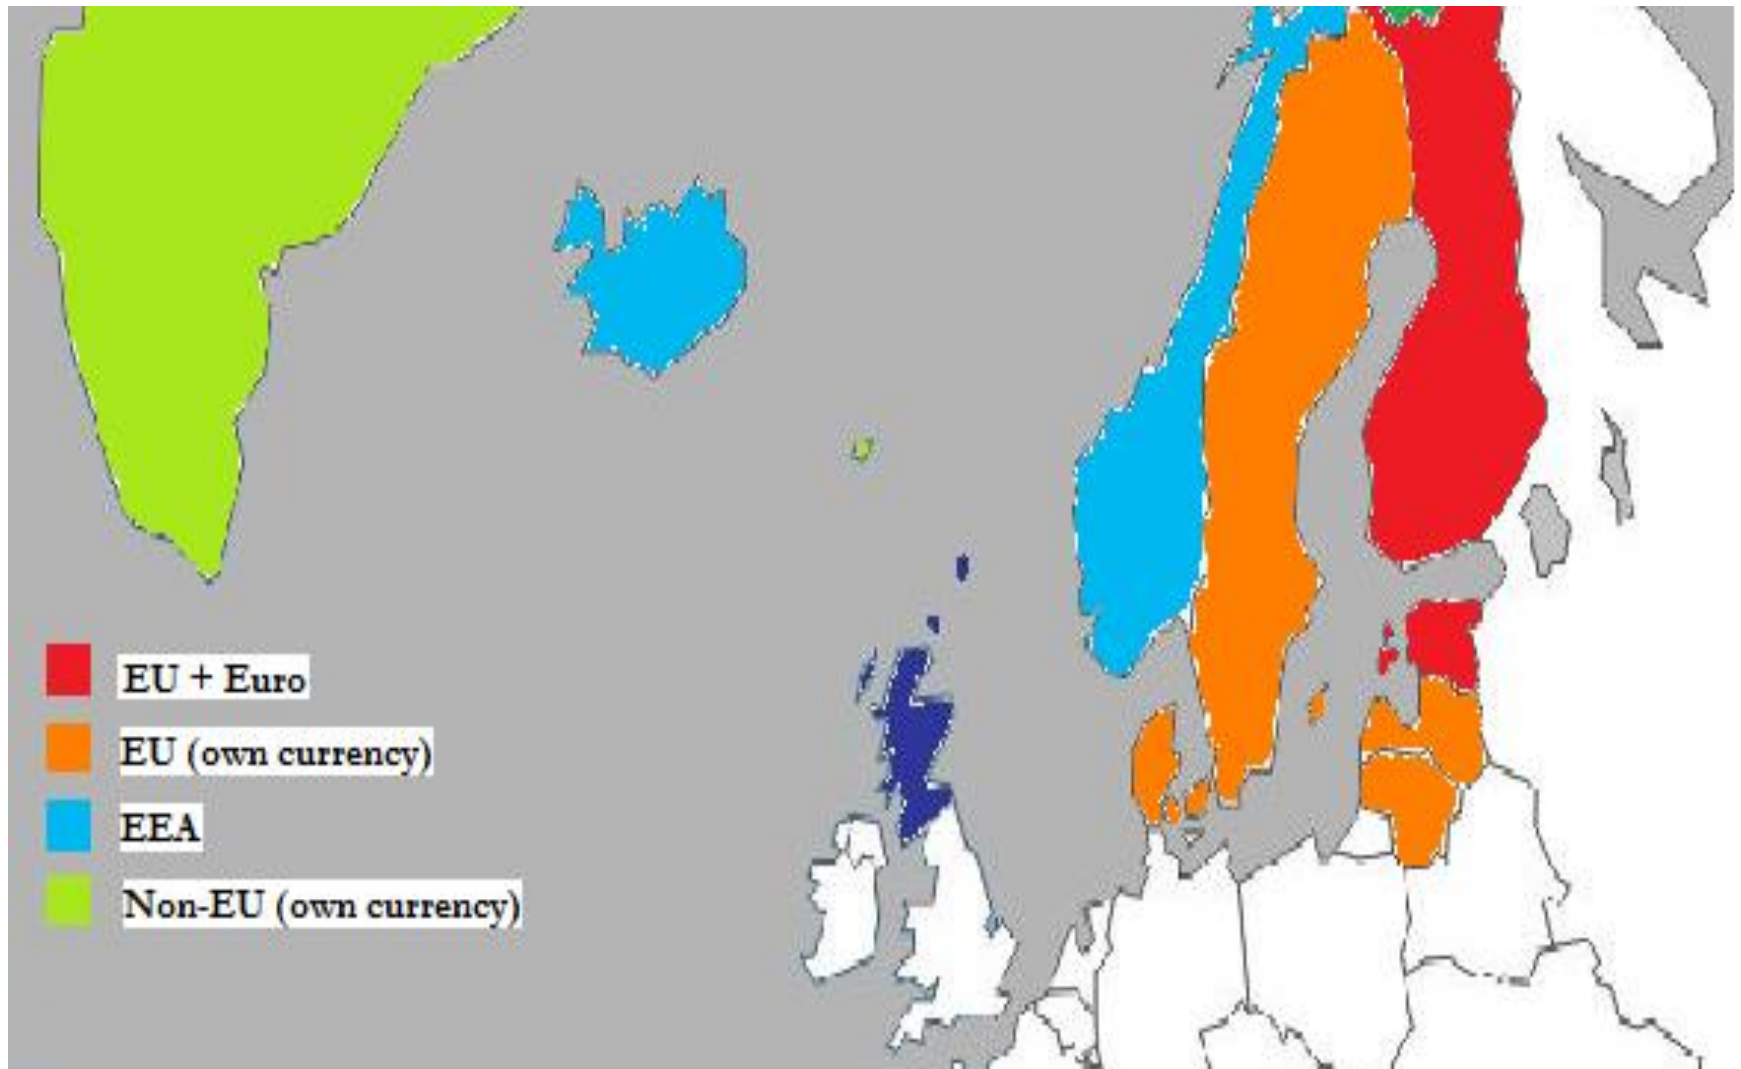 EU + Euro
EU (own currency)
EEA
Non-EU (own currency)